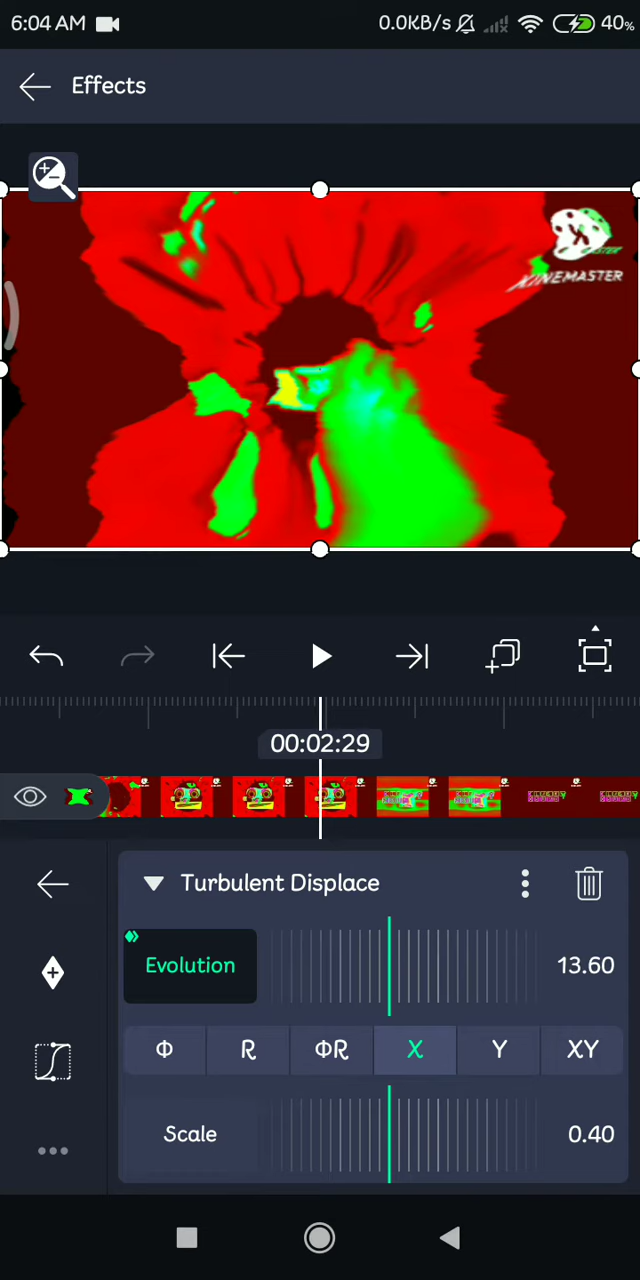 6:04 AM
0.0KB/s
40%
Effects
KINEMASTER
00:02:29
Turbulent Displace
Evolution
13.60
Φ R ΦR X Y XY
Scale
0.40